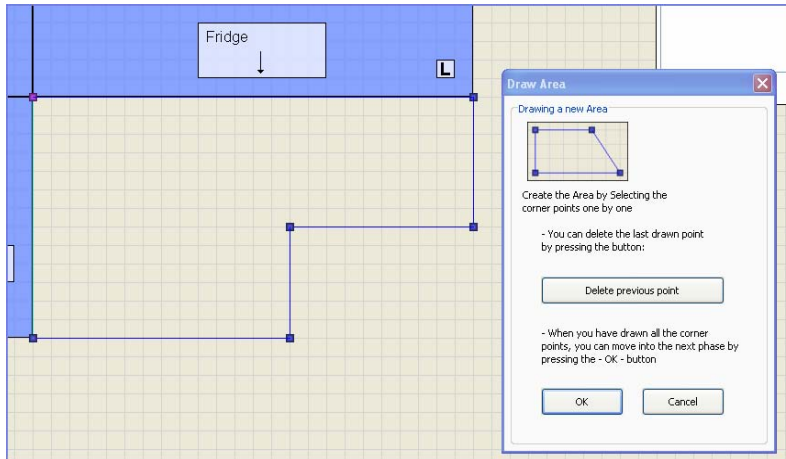 Fridge
L
Draw Area
Drawing a new Area
Create the Area by Selecting the
corner points one by one
- You can delete the last drawn point
by pressing the button:
Delete previous point
- When you have drawn all the corner
points, you can move into the next phase by
pressing the - OK - button
OK
Cancel